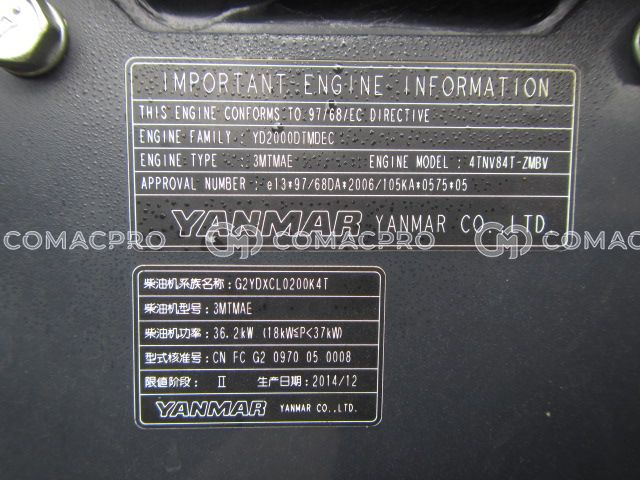 IMPORTANT ENGINE INFORMATION
THIS ENGINE CONFORMS TO 97/68/EC DIRECTIVE
ENGINE FAMILY : YD2000DTMDEC
ENGINE TYPE : 3MTMAE ENGINE MODEL : 4TNV84T-ZMBV
APPROVAL NUMBER : e13*97/68DA*2006/105KA*0575*05
YANMAR YANMAR CO., LTD.
COMACPRO COMACPRO COMACPRO
柴油机系族名称: G2YDXCL0200K4T
柴油机型号: 3MTMAE
柴油机功率: 36.2kW (18kW≦P<37kW)
型式核准号: CN FC G2 0970 05 0008
限值阶段: Ⅱ 生产日期: 2014/12
YANMAR YANMAR CO., LTD.